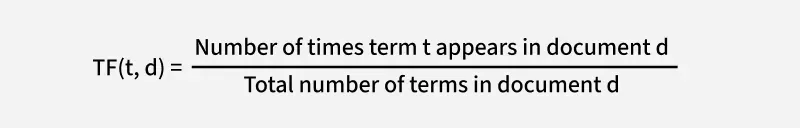 Number of times term t appears in document d
TF(t, d) =
Total number of terms in document d